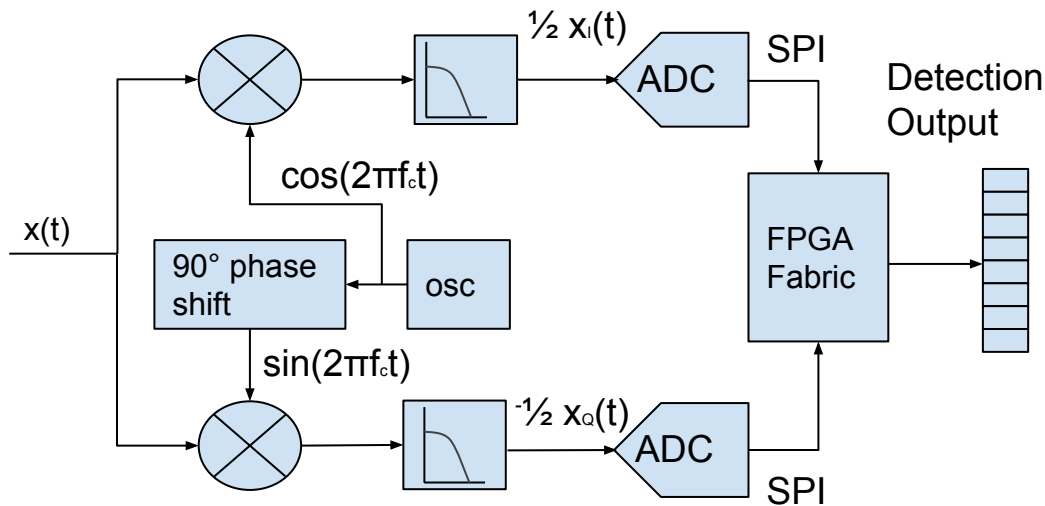 ½ xI(t)
SPI
ADC
Detection
Output
cos(2πfct)
x(t)
90° phase
shift
osc
FPGA
Fabric
sin(2πfct)
-½ xQ(t)
ADC
SPI